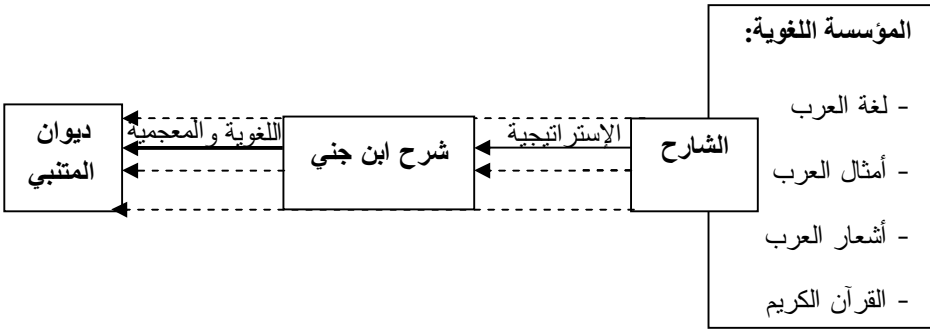 المؤسسة اللغوية:
- لغة العرب
- أمثال العرب
- أشعار العرب
- القرآن الكريم
الشارح
الإستراتيجية
شرح ابن جني
اللغوية والمعجمية
ديوان
المتنبي